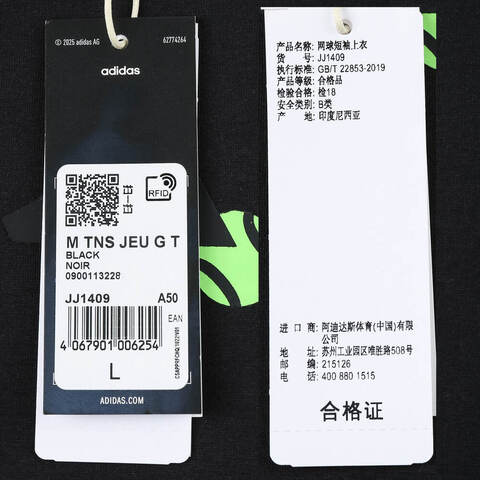 © 2025 adidas AG
62774264
adidas
RFID
M TNS JEU G T
BLACK
NOIR
0900113228
JJ1409
A50
EAN
4 067901 006254
L
ADIDAS.COM
产品名称: 网球短袖上衣
货 号: JJ1409
执行标准: GB/T 22853-2019
产品等级: 合格品
检验合格: 检18
安全类别: B类
产 地: 印度尼西亚
进 口 商: 阿迪达斯体育(中国)有限
公司
地 址: 苏州工业园区唯胜路508号
邮 编: 215126
电 话: 400 880 1515
合格证